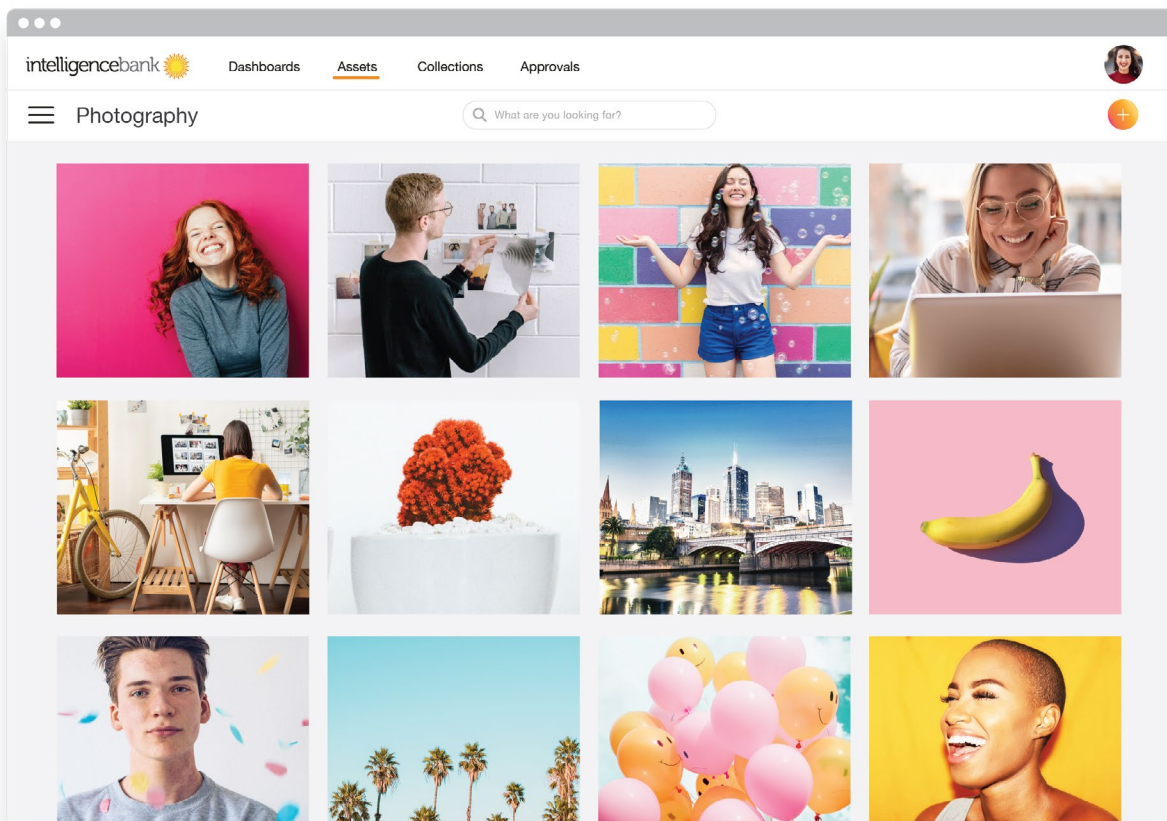 intelligencebank
Dashboards
Assets
Collections
Approvals
Photography
What are you looking for?